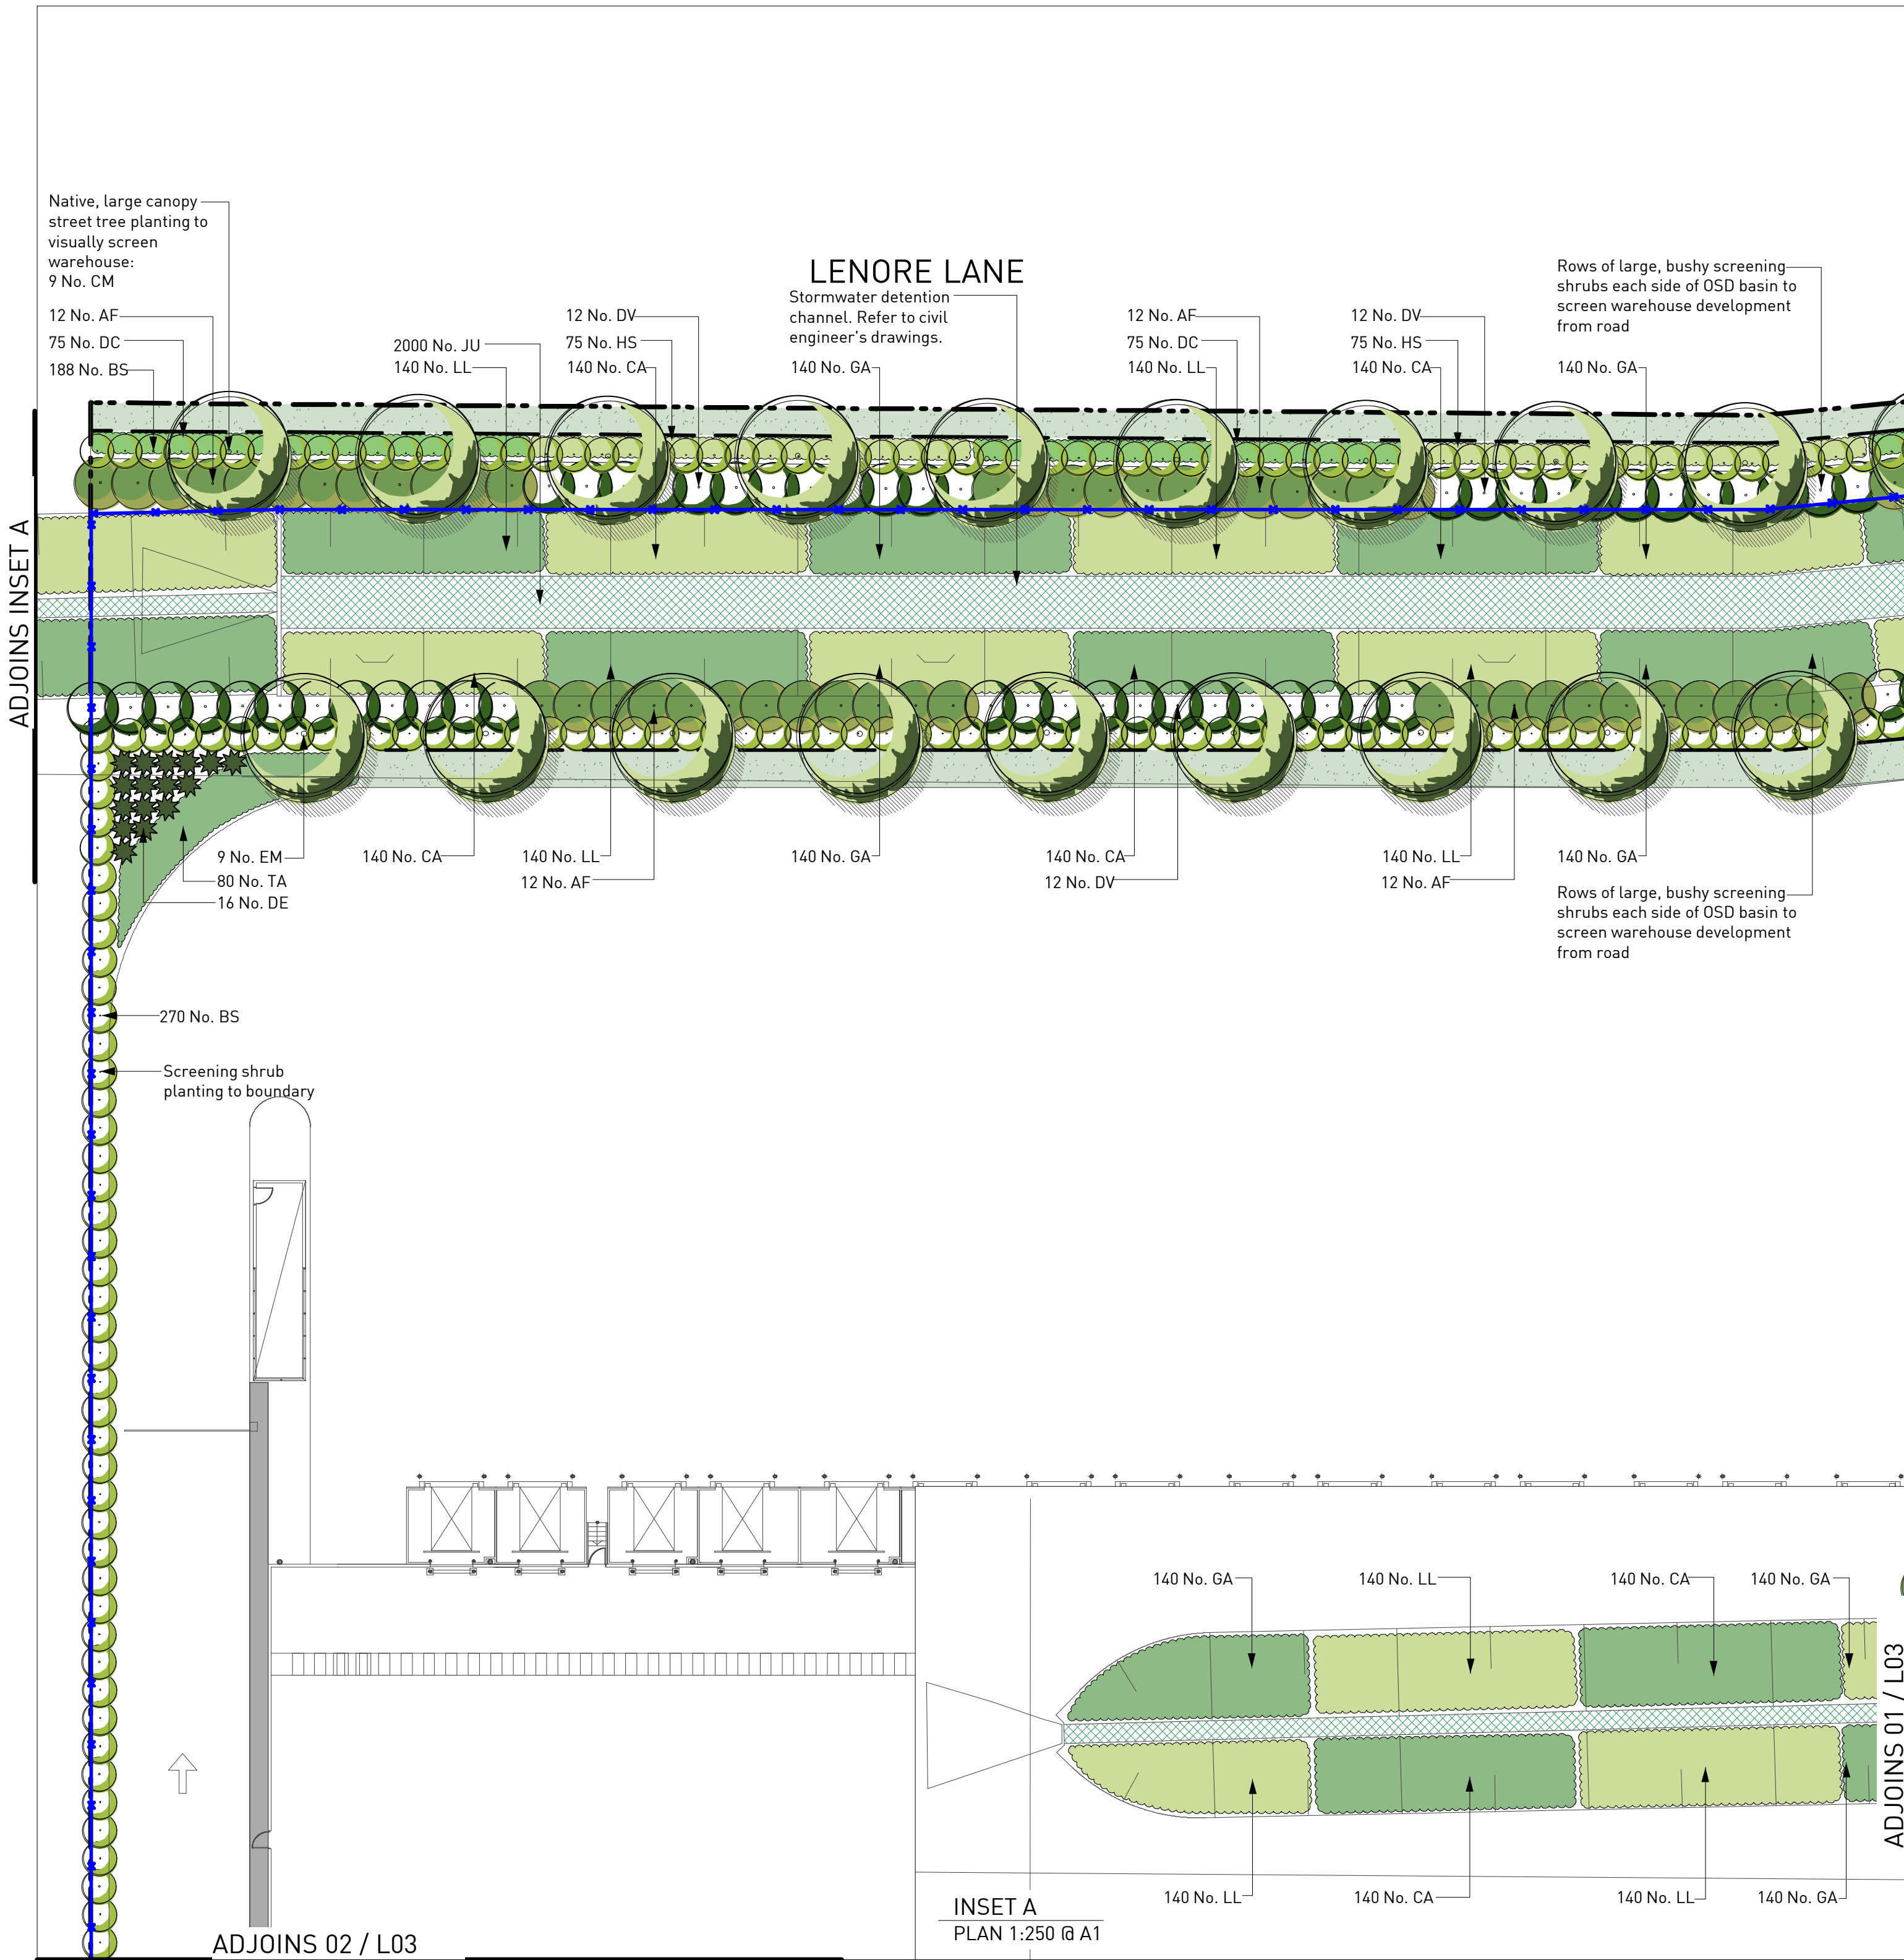 Native, large canopy
street tree planting to
visually screen
warehouse:
9 No. CM
12 No. AF
75 No. DC
188 No. BS
2000 No. JU
140 No. LL
12 No. DV
75 No. HS
140 No. CA
LENORE LANE
Stormwater detention
channel. Refer to civil
engineer's drawings.
140 No. GA
12 No. AF
75 No. DC
140 No. LL
12 No. DV
75 No. HS
140 No. CA
Rows of large, bushy screening
shrubs each side of OSD basin to
screen warehouse development
from road
140 No. GA
ADJOINS INSET A
9 No. EM
80 No. TA
16 No. DE
140 No. CA
140 No. LL
12 No. AF
140 No. GA
140 No. CA
12 No. DV
140 No. LL
12 No. AF
140 No. GA
Rows of large, bushy screening
shrubs each side of OSD basin to
screen warehouse development
from road
270 No. BS
Screening shrub
planting to boundary
140 No. GA
140 No. LL
140 No. CA
140 No. GA
ADJOINS 01 / L03
140 No. LL
140 No. CA
140 No. LL
140 No. GA
INSET A
PLAN 1:250 @ A1
ADJOINS 02 / L03